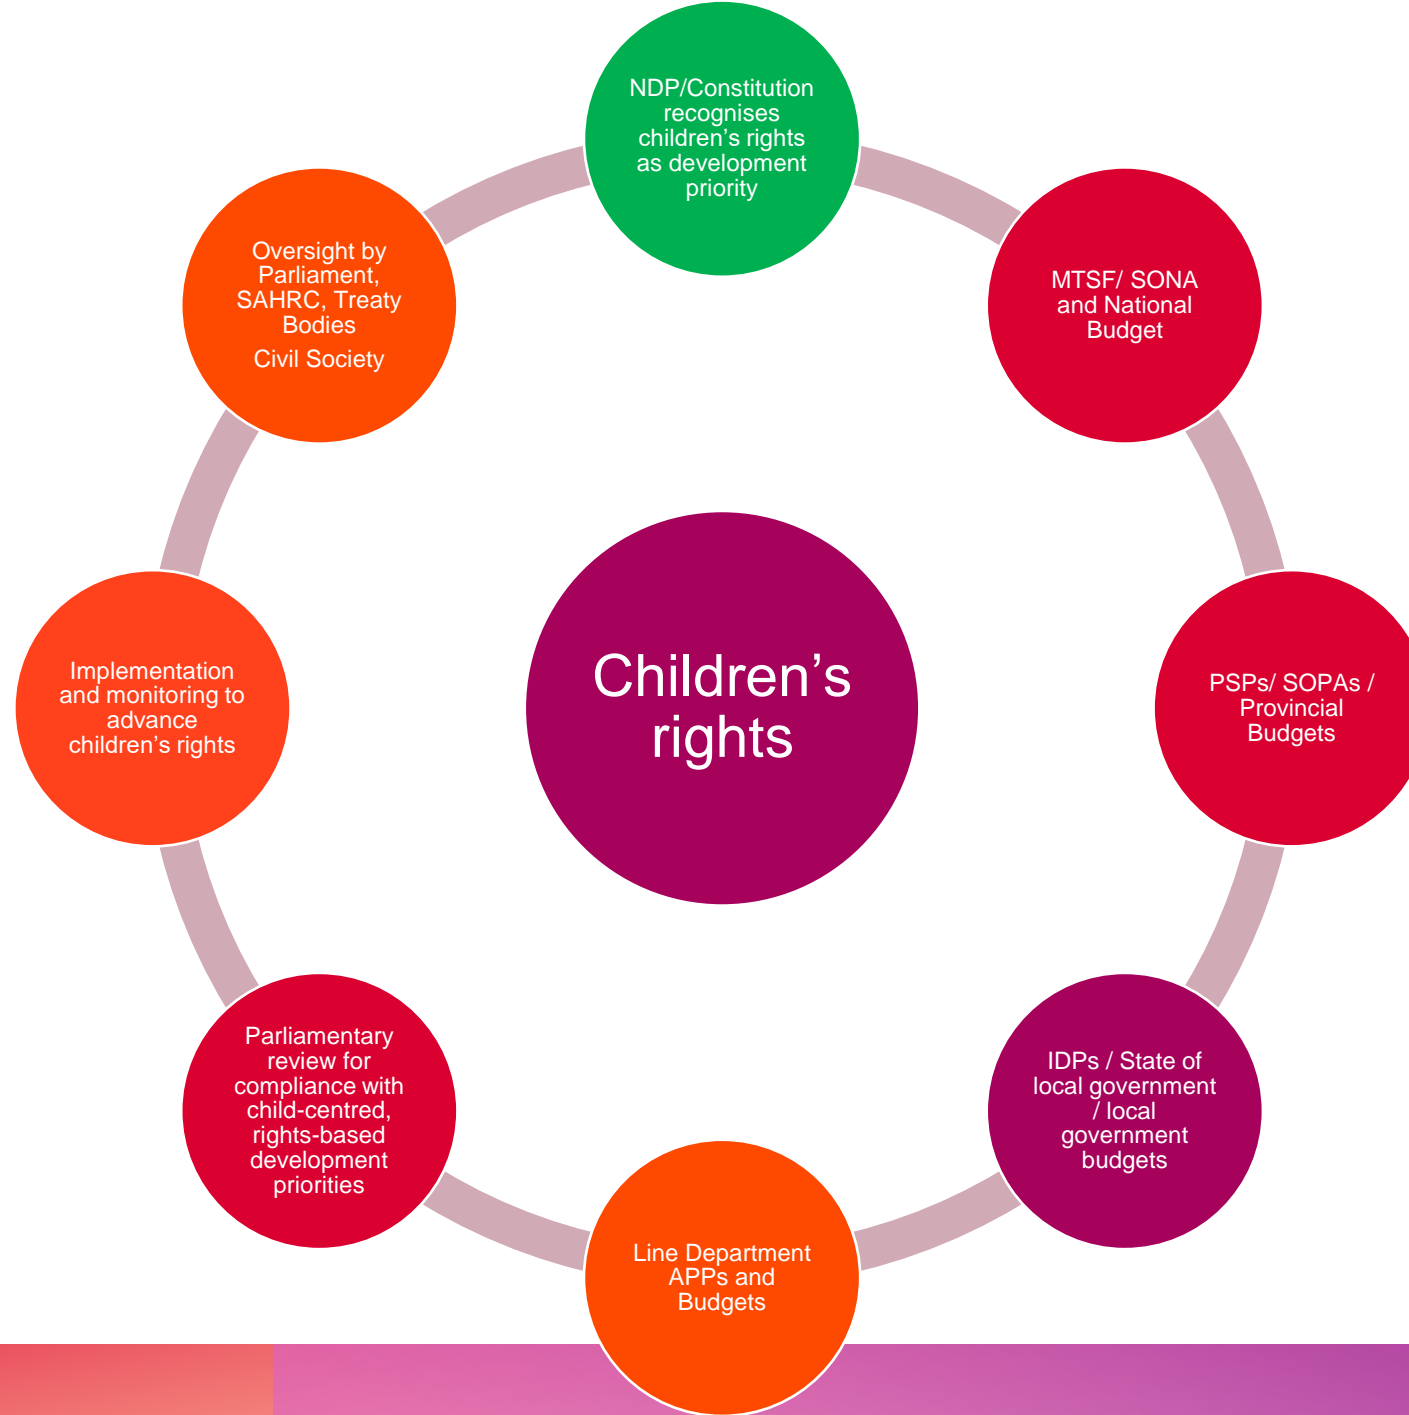 NDP/Constitution
recognises
children’s rights
as development
priority
MTSF/ SONA
and National
Budget
PSPs/ SOPAs /
Provincial
Budgets
IDPs / State of
local government
/ local
government
budgets
Line Department
APPs and
Budgets
Parliamentary
review for
compliance with
child-centred,
rights-based
development
priorities
Implementation
and monitoring to
advance
children’s rights
Oversight by
Parliament,
SAHRC, Treaty
Bodies
Civil Society
Children’s
rights